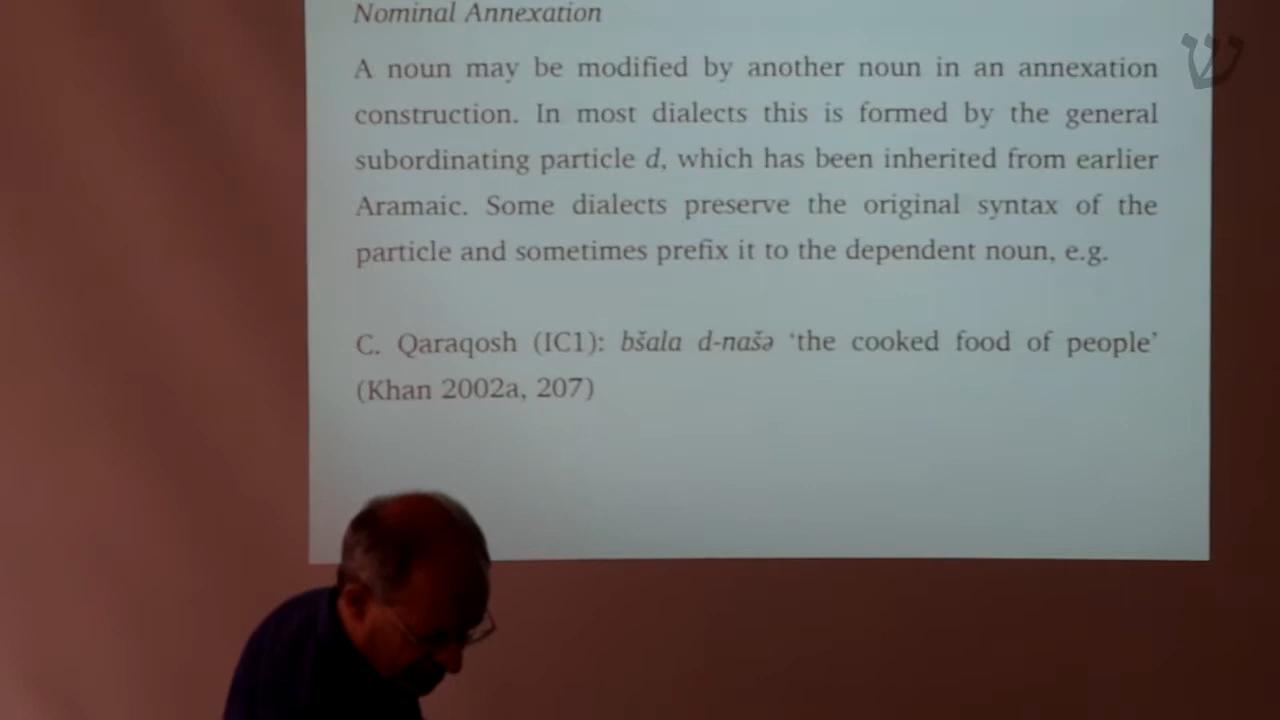 Nominal Annexation
A noun may be modified by another noun in an annexation
construction. In most dialects this is formed by the general
subordinating particle d, which has been inherited from earlier
Aramaic. Some dialects preserve the original syntax of the
particle and sometimes prefix it to the dependent noun, e.g.
C. Qaraqosh (IC1): bšala d-našə ‘the cooked food of people’
(Khan 2002a, 207)
ש